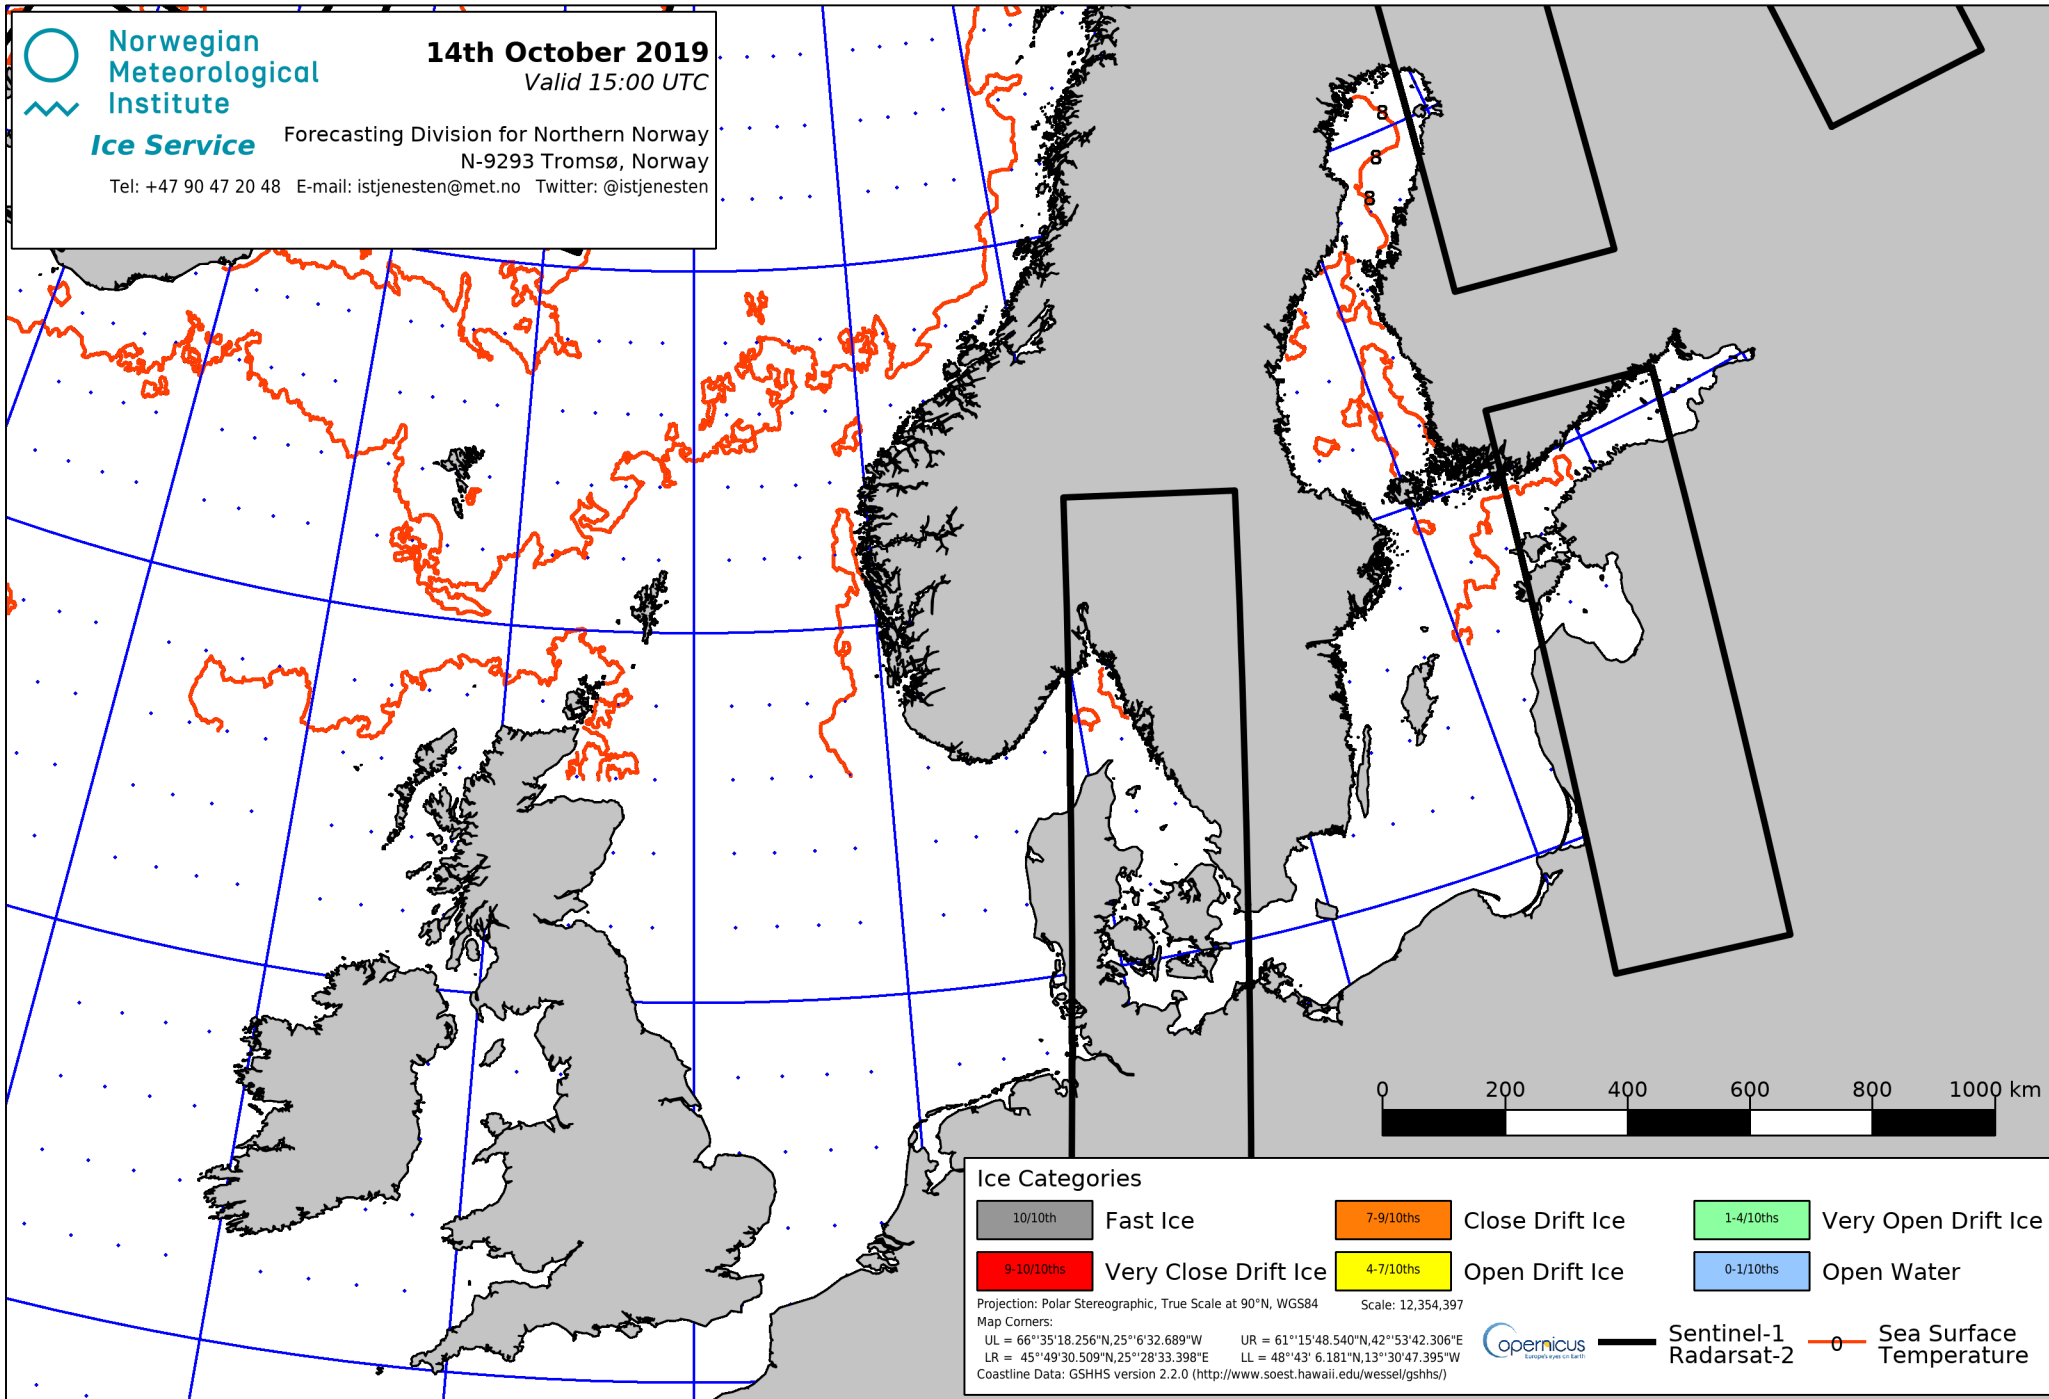 Norwegian
Meteorological
Institute
Ice Service
14th October 2019
Valid 15:00 UTC
Forecasting Division for Northern Norway
N-9293 Tromsø, Norway
Tel: +47 90 47 20 48 E-mail: istjenesten@met.no Twitter: @istjenesten
8
8
8
0 200 400 600 800 1000 km
Ice Categories
10/10th Fast Ice 7-9/10ths Close Drift Ice 1-4/10ths Very Open Drift Ice
9-10/10ths Very Close Drift Ice 4-7/10ths Open Drift Ice 0-1/10ths Open Water
Projection: Polar Stereographic, True Scale at 90°N, WGS84 Scale: 12,354,397
Map Corners:
UL = 66°'35'18.256"N,25°'6'32.689"W UR = 61°'15'48.540"N,42°'53'42.306"E
LR = 45°'49'30.509"N,25°'28'33.398"E LL = 48°'43' 6.181"N,13°'30'47.395"W
Coastline Data: GSHHS version 2.2.0 (http://www.soest.hawaii.edu/wessel/gshhs/)
opernicus
Europe's eyes on Earth
Sentinel-1
Radarsat-2
0
Sea Surface
Temperature